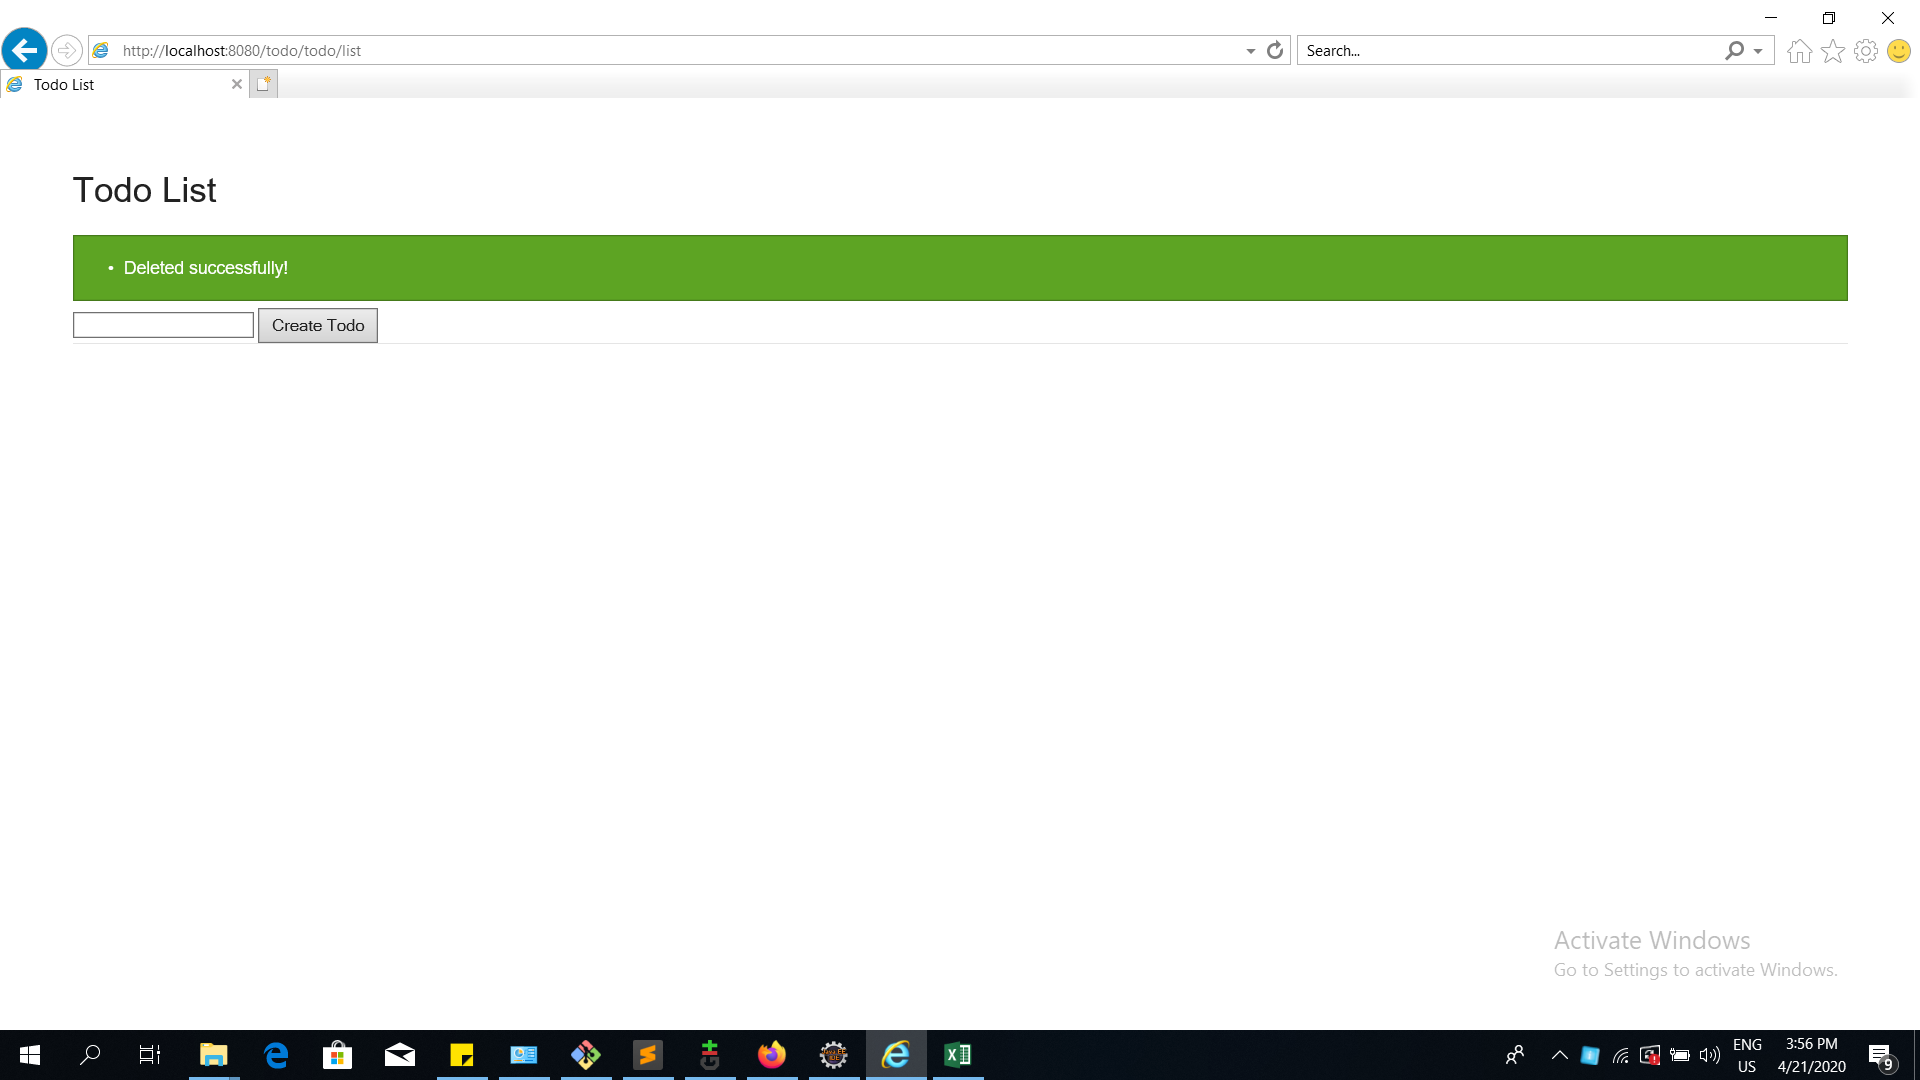 http://localhost:8080/todo/todo/list
Search...
Todo List
Todo List
• Deleted successfully!
Create Todo
Activate Windows
Go to Settings to activate Windows.
ENG
US
3:56 PM
4/21/2020
9